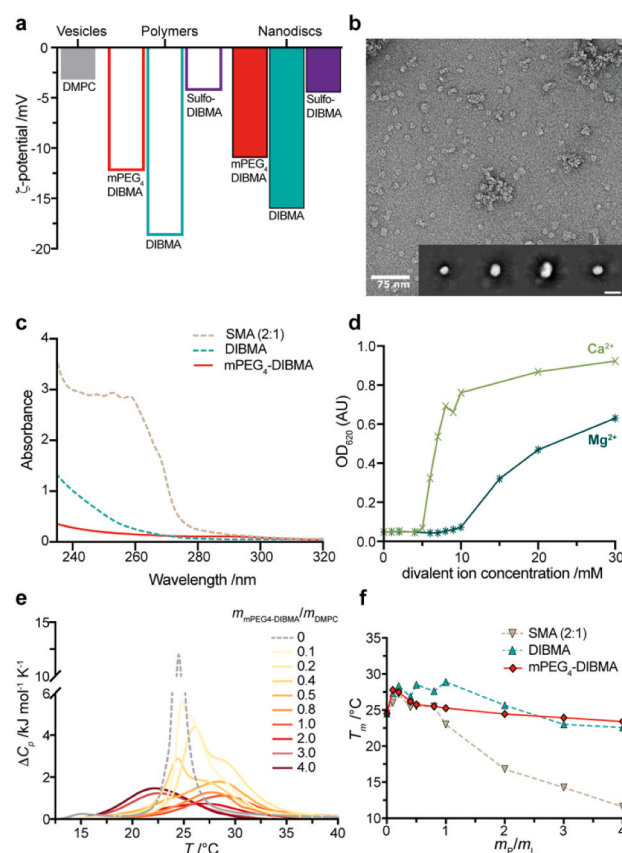 a
Vesicles Polymers Nanodiscs
ζ-potential /mV
0
-5
-10
-15
-20
DMPC
mPEG4
DIBMA
DIBMA
Sulfo-
DIBMA
mPEG4
DIBMA
DIBMA
Sulfo-
DIBMA
b
75 nm
c
Absorbance
4
3
2
1
0
SMA (2:1)
DIBMA
mPEG4-DIBMA
240 260 280 300 320
Wavelength /nm
d
OD620 (AU)
1.0
0.8
0.6
0.4
0.2
0.0
Ca2+
Mg2+
0 10 20 30
divalent ion concentration /mM
e
ΔCp /kJ mol-1 K-1
15
10
6
4
2
0
mmPEG4-DIBMA/mDMPC
0
0.1
0.2
0.4
0.5
0.8
1.0
2.0
3.0
4.0
15 20 25 30 35 40
T /°C
f
Tm /°C
35
30
25
20
15
10
SMA (2:1)
DIBMA
mPEG4-DIBMA
0 1 2 3 4
mP/mL